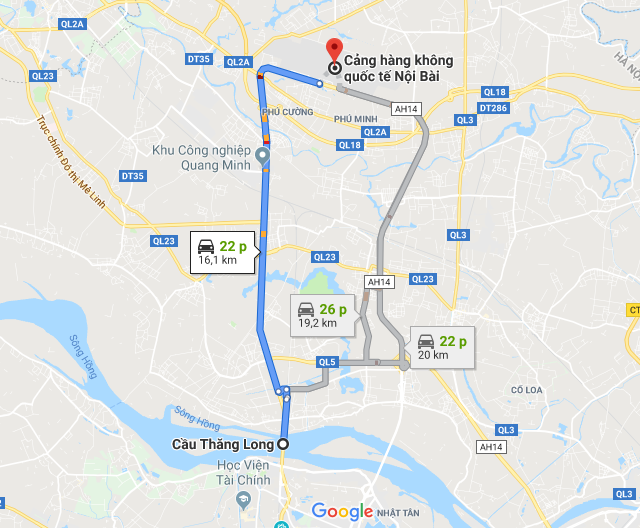 QL2A
DT35
QL2A
Cảng hàng không
quốc tế Nội Bài
QL23
QL18
DT286
AH14
QL3
PHÚ CƯỜNG
PHÚ MINH
QL2A
QL18
Khu Công nghiệp
Quang Minh
DT35
Trục chính Đô thị Mê Linh
QL23
22 p
16,1 km
QL3
QL23
AH14
QL23
26 p
19,2 km
22 p
20 km
Sông Hồng
QL5
CỔ LOA
Sông Hồng
Cầu Thăng Long
QL3
AH14
Học Viện
Tài Chính
Google
NHẬT TÂN
QL3